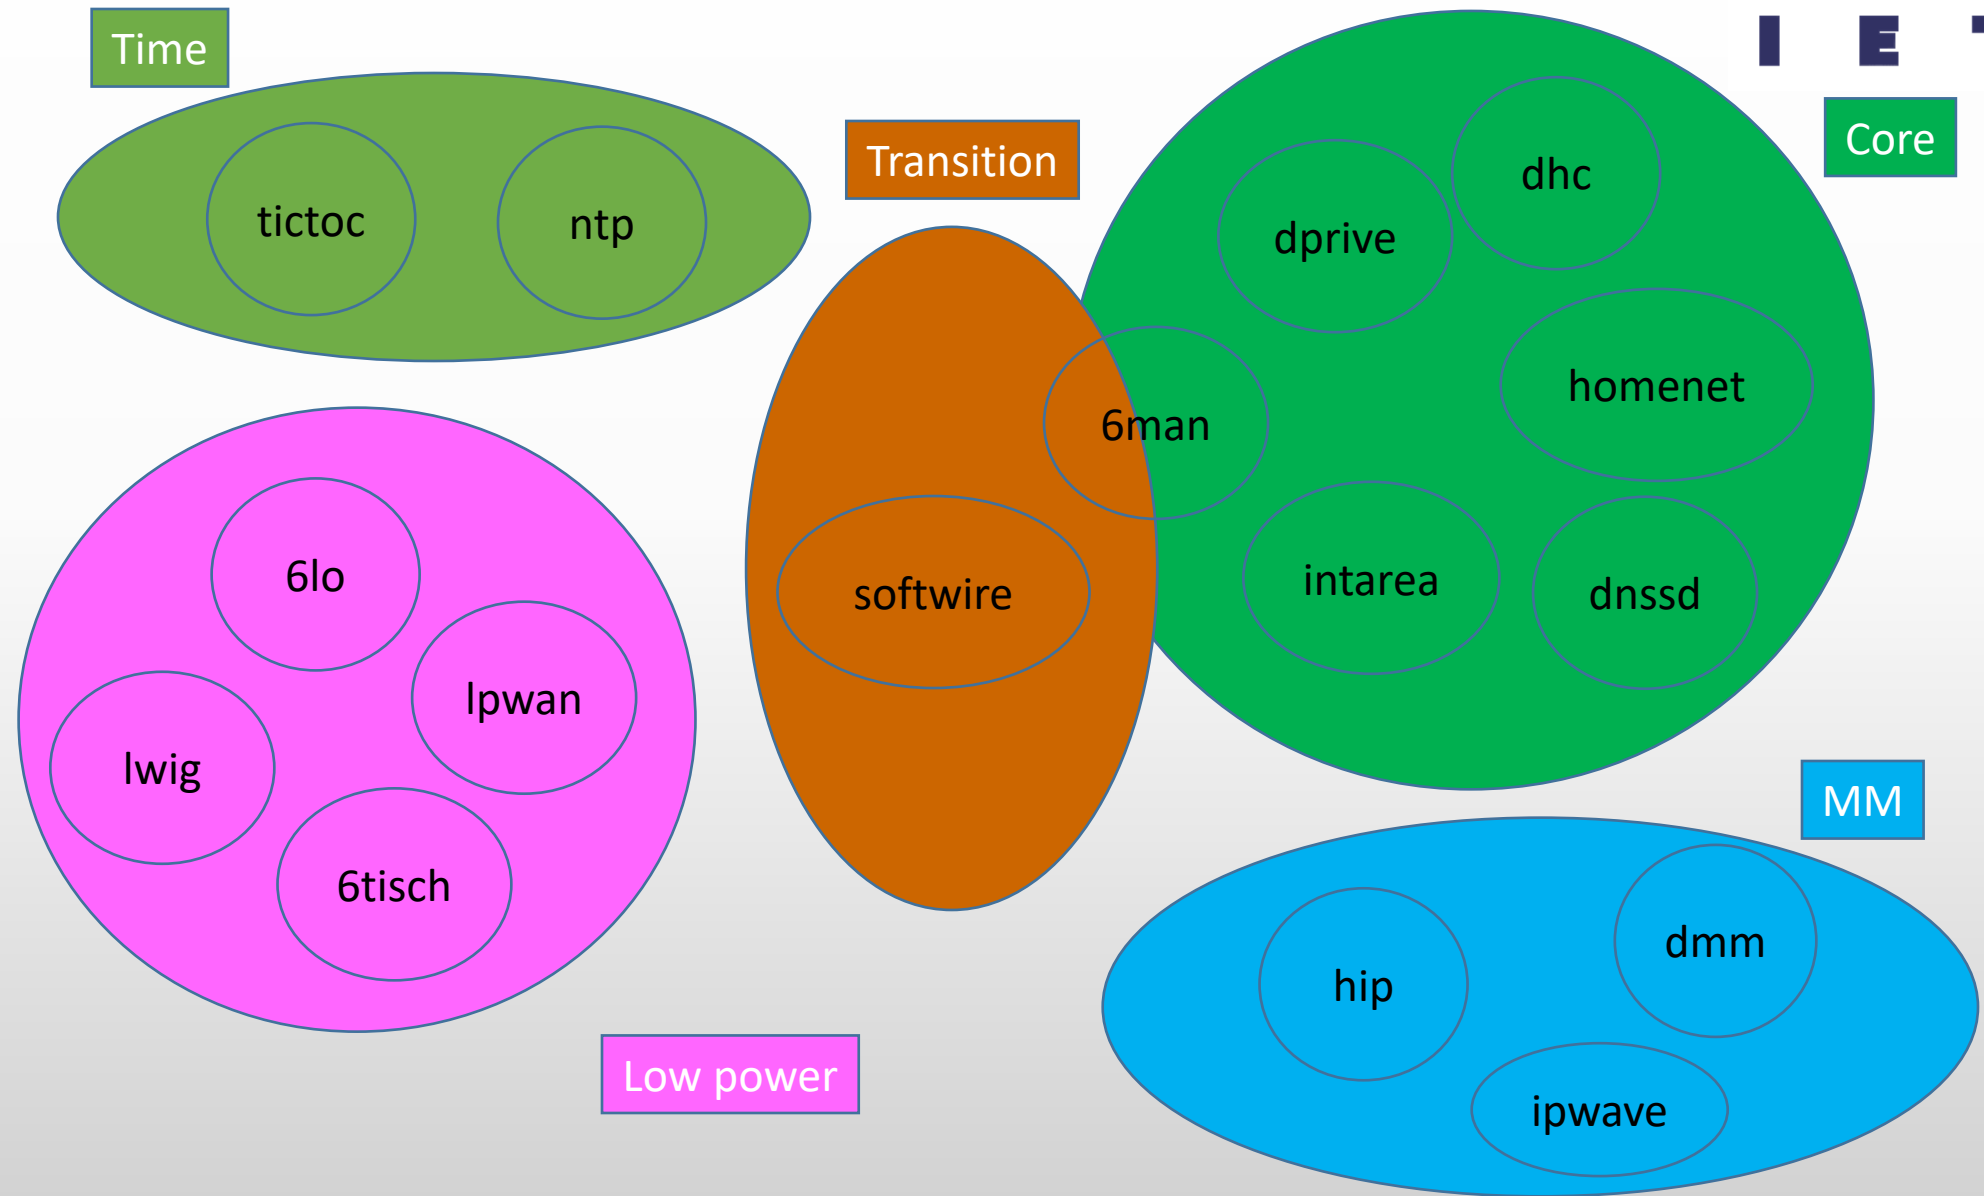 Time
I E
Transition
Core
tictoc
ntp
dprive
dhc
homenet
6man
softwire
intarea
dnssd
6lo
lpwan
lwig
6tisch
Low power
MM
hip
dmm
ipwave